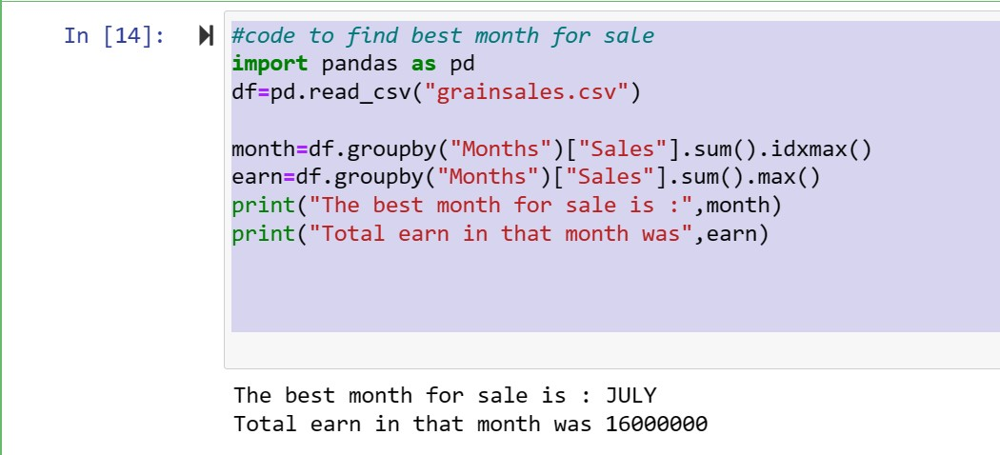 In [14]:
#code to find best month for sale
import pandas as pd
df=pd.read_csv("grainsales.csv")
month=df.groupby("Months")["Sales"].sum().idxmax()
earn=df.groupby("Months")["Sales"].sum().max()
print("The best month for sale is :",month)
print("Total earn in that month was",earn)
The best month for sale is : JULY
Total earn in that month was 16000000